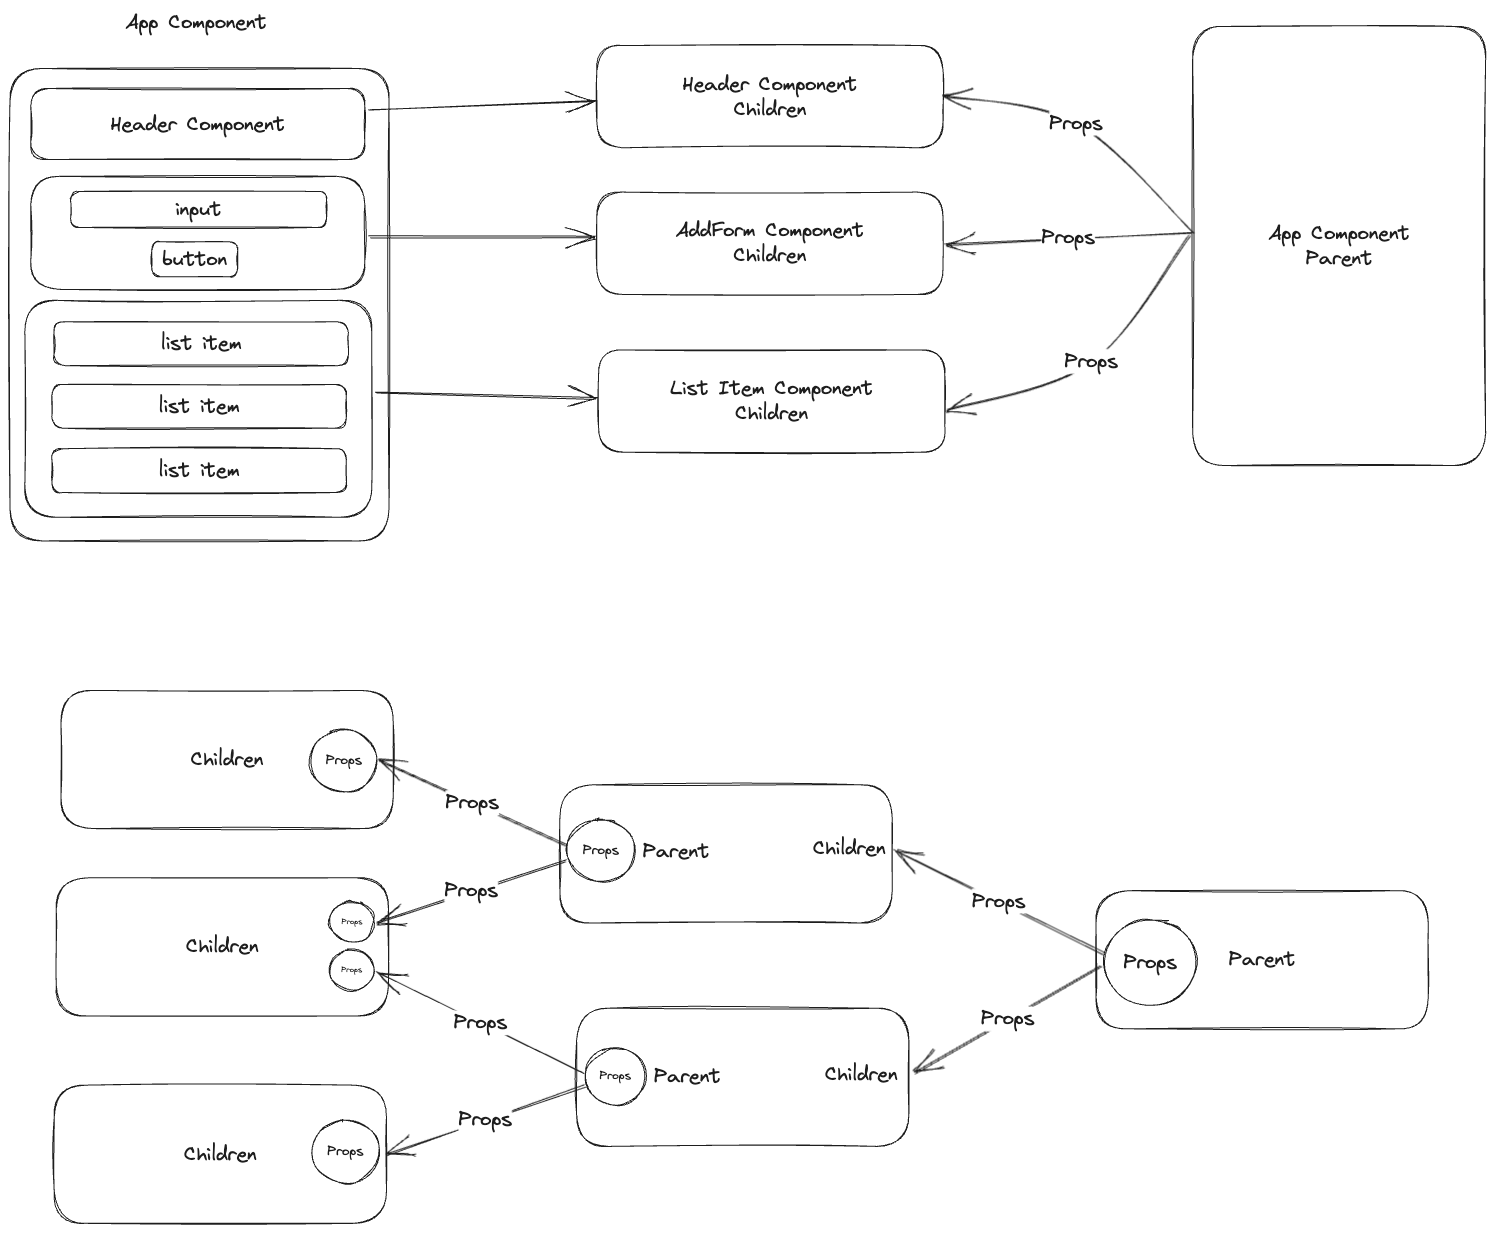 App Component
Header Component
input
button
list item
list item
list item
Header Component
Children
AddForm Component
Children
List Item Component
Children
Props
Props
Props
App Component
Parent
Children
Props
Props
Props
Children
Props
Props
Props
Props
Children
Props
Props
Parent
Children
Props
Parent
Children
Props
Props
Props
Parent